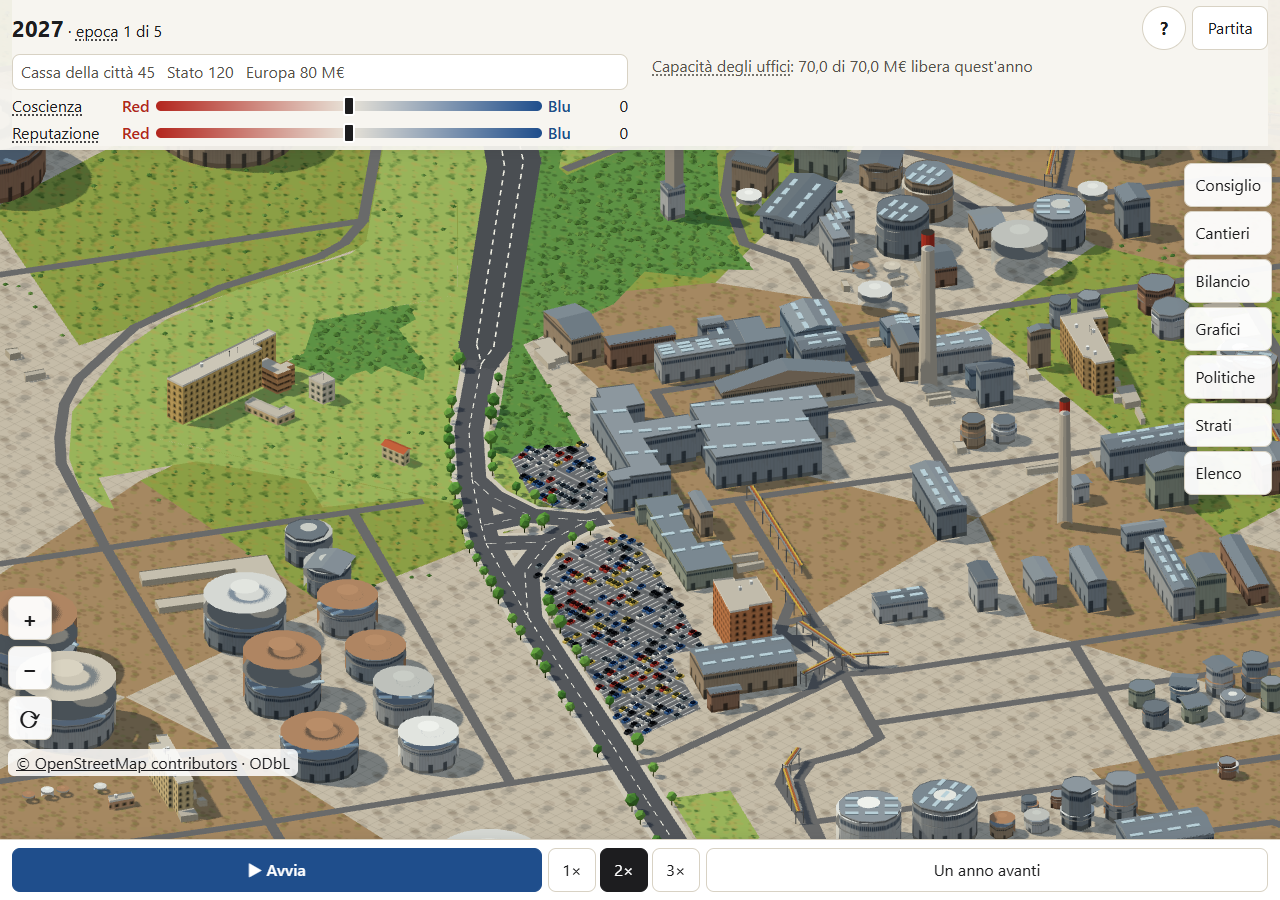 2027 · epoca 1 di 5
? Partita
Cassa della città 45 Stato 120 Europa 80 M€
Capacità degli uffici: 70,0 di 70,0 M€ libera quest'anno
Coscienza Red Blu 0
Reputazione Red Blu 0
Consiglio
Cantieri
Bilancio
Grafici
Politiche
Strati
Elenco
+
−
⟳
© OpenStreetMap contributors · ODbL
▶ Avvia 1× 2× 3× Un anno avanti